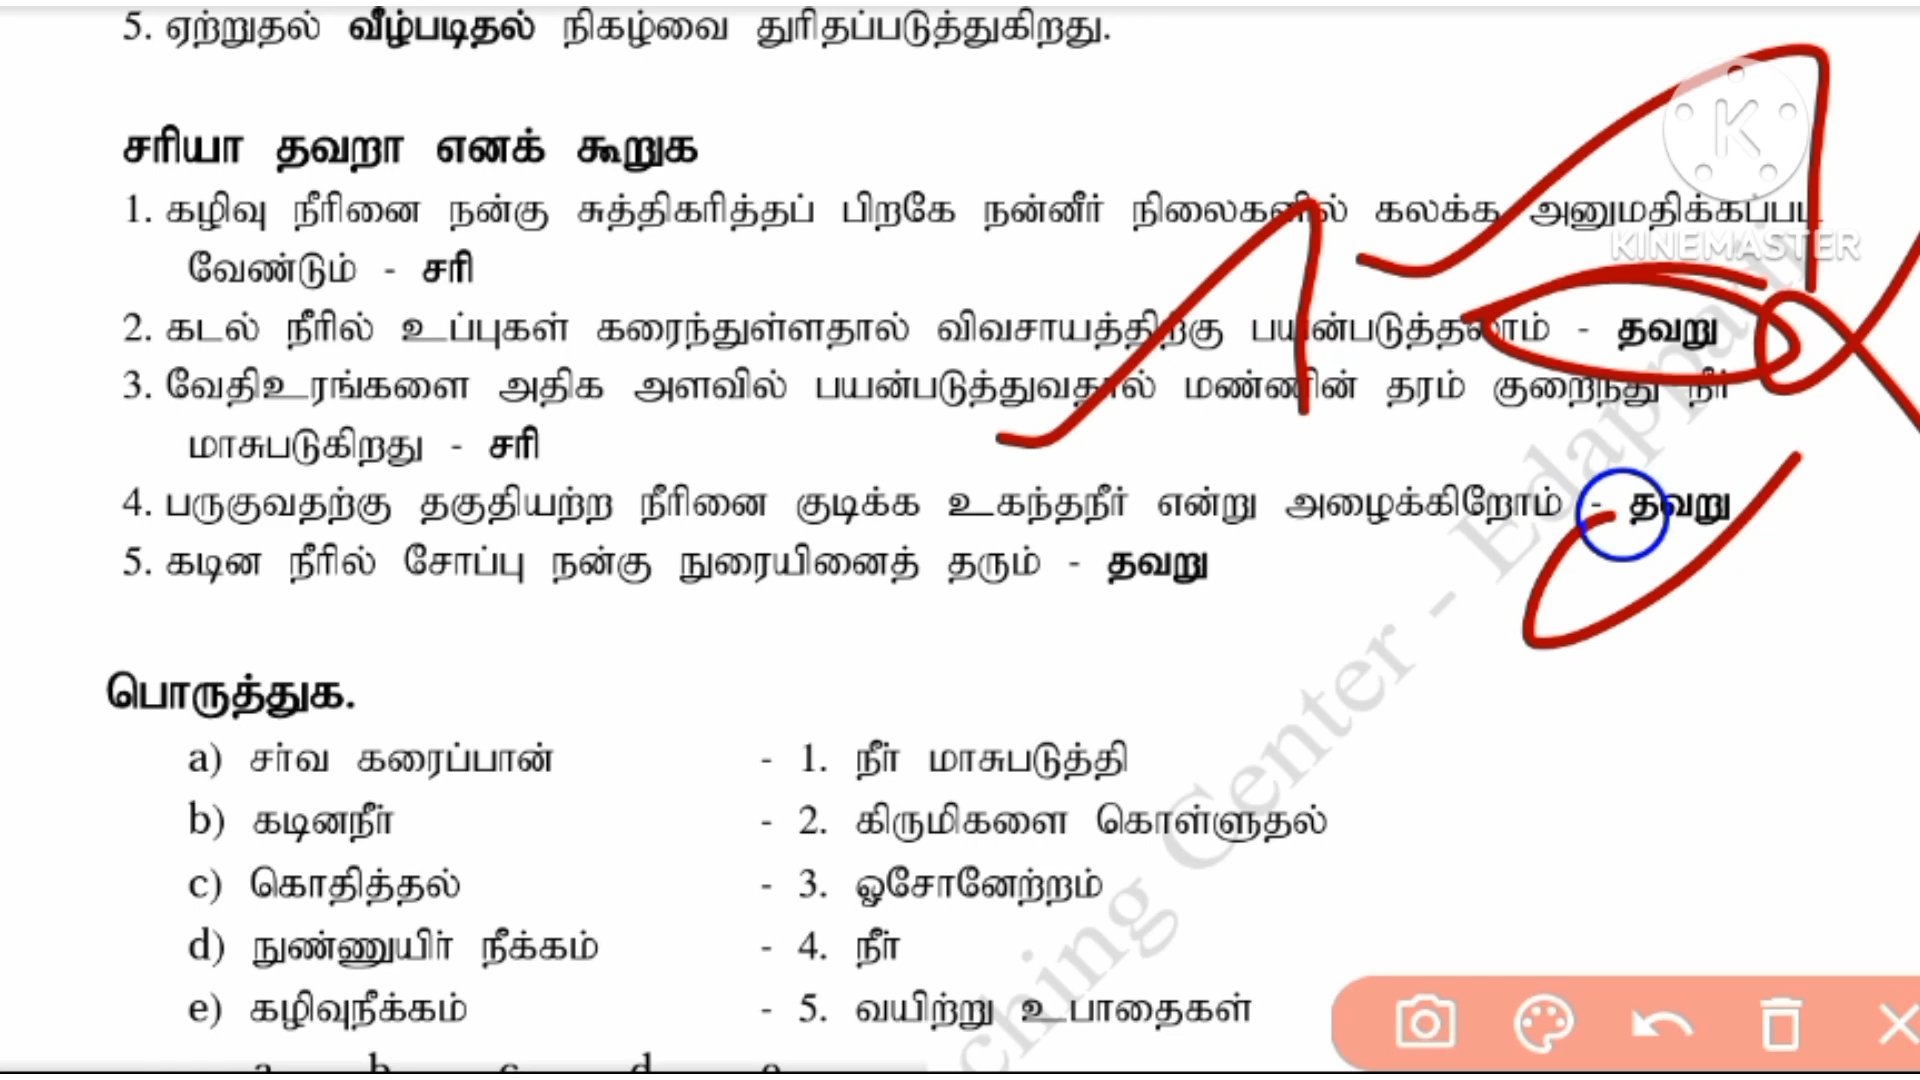 5. ஏற்றுதல் வீழ்படிதல் நிகழ்வை துரிதப்படுத்துகிறது.
சரியா தவறா எனக் கூறுக
1. கழிவு நீரினை நன்கு சுத்திகரித்தப் பிறகே நன்னீர் நிலைகளில் கலக்க அனுமதிக்கப்பட
வேண்டும் - சரி
KINEMASTER
2. கடல் நீரில் உப்புகள் கரைந்துள்ளதால் விவசாயத்திற்கு பயன்படுத்தலாம் - தவறு
3. வேதிஉரங்களை அதிக அளவில் பயன்படுத்துவதால் மண்ணின் தரம் குறைந்து நீர்
மாசுபடுகிறது - சரி
4. பருகுவதற்கு தகுதியற்ற நீரினை குடிக்க உகந்தநீர் என்று அழைக்கிறோம் - தவறு
5. கடின நீரில் சோப்பு நன்கு நுரையினைத் தரும் - தவறு
பொருத்துக.
a) சர்வ கரைப்பான் - 1. நீர் மாசுபடுத்தி
b) கடினநீர் - 2. கிருமிகளை கொள்ளுதல்
c) கொதித்தல் - 3. ஓசோனேற்றம்
d) நுண்ணுயிர் நீக்கம் - 4. நீர்
e) கழிவுநீக்கம் - 5. வயிற்று உபாதைகள்
ching Center - Edappadi